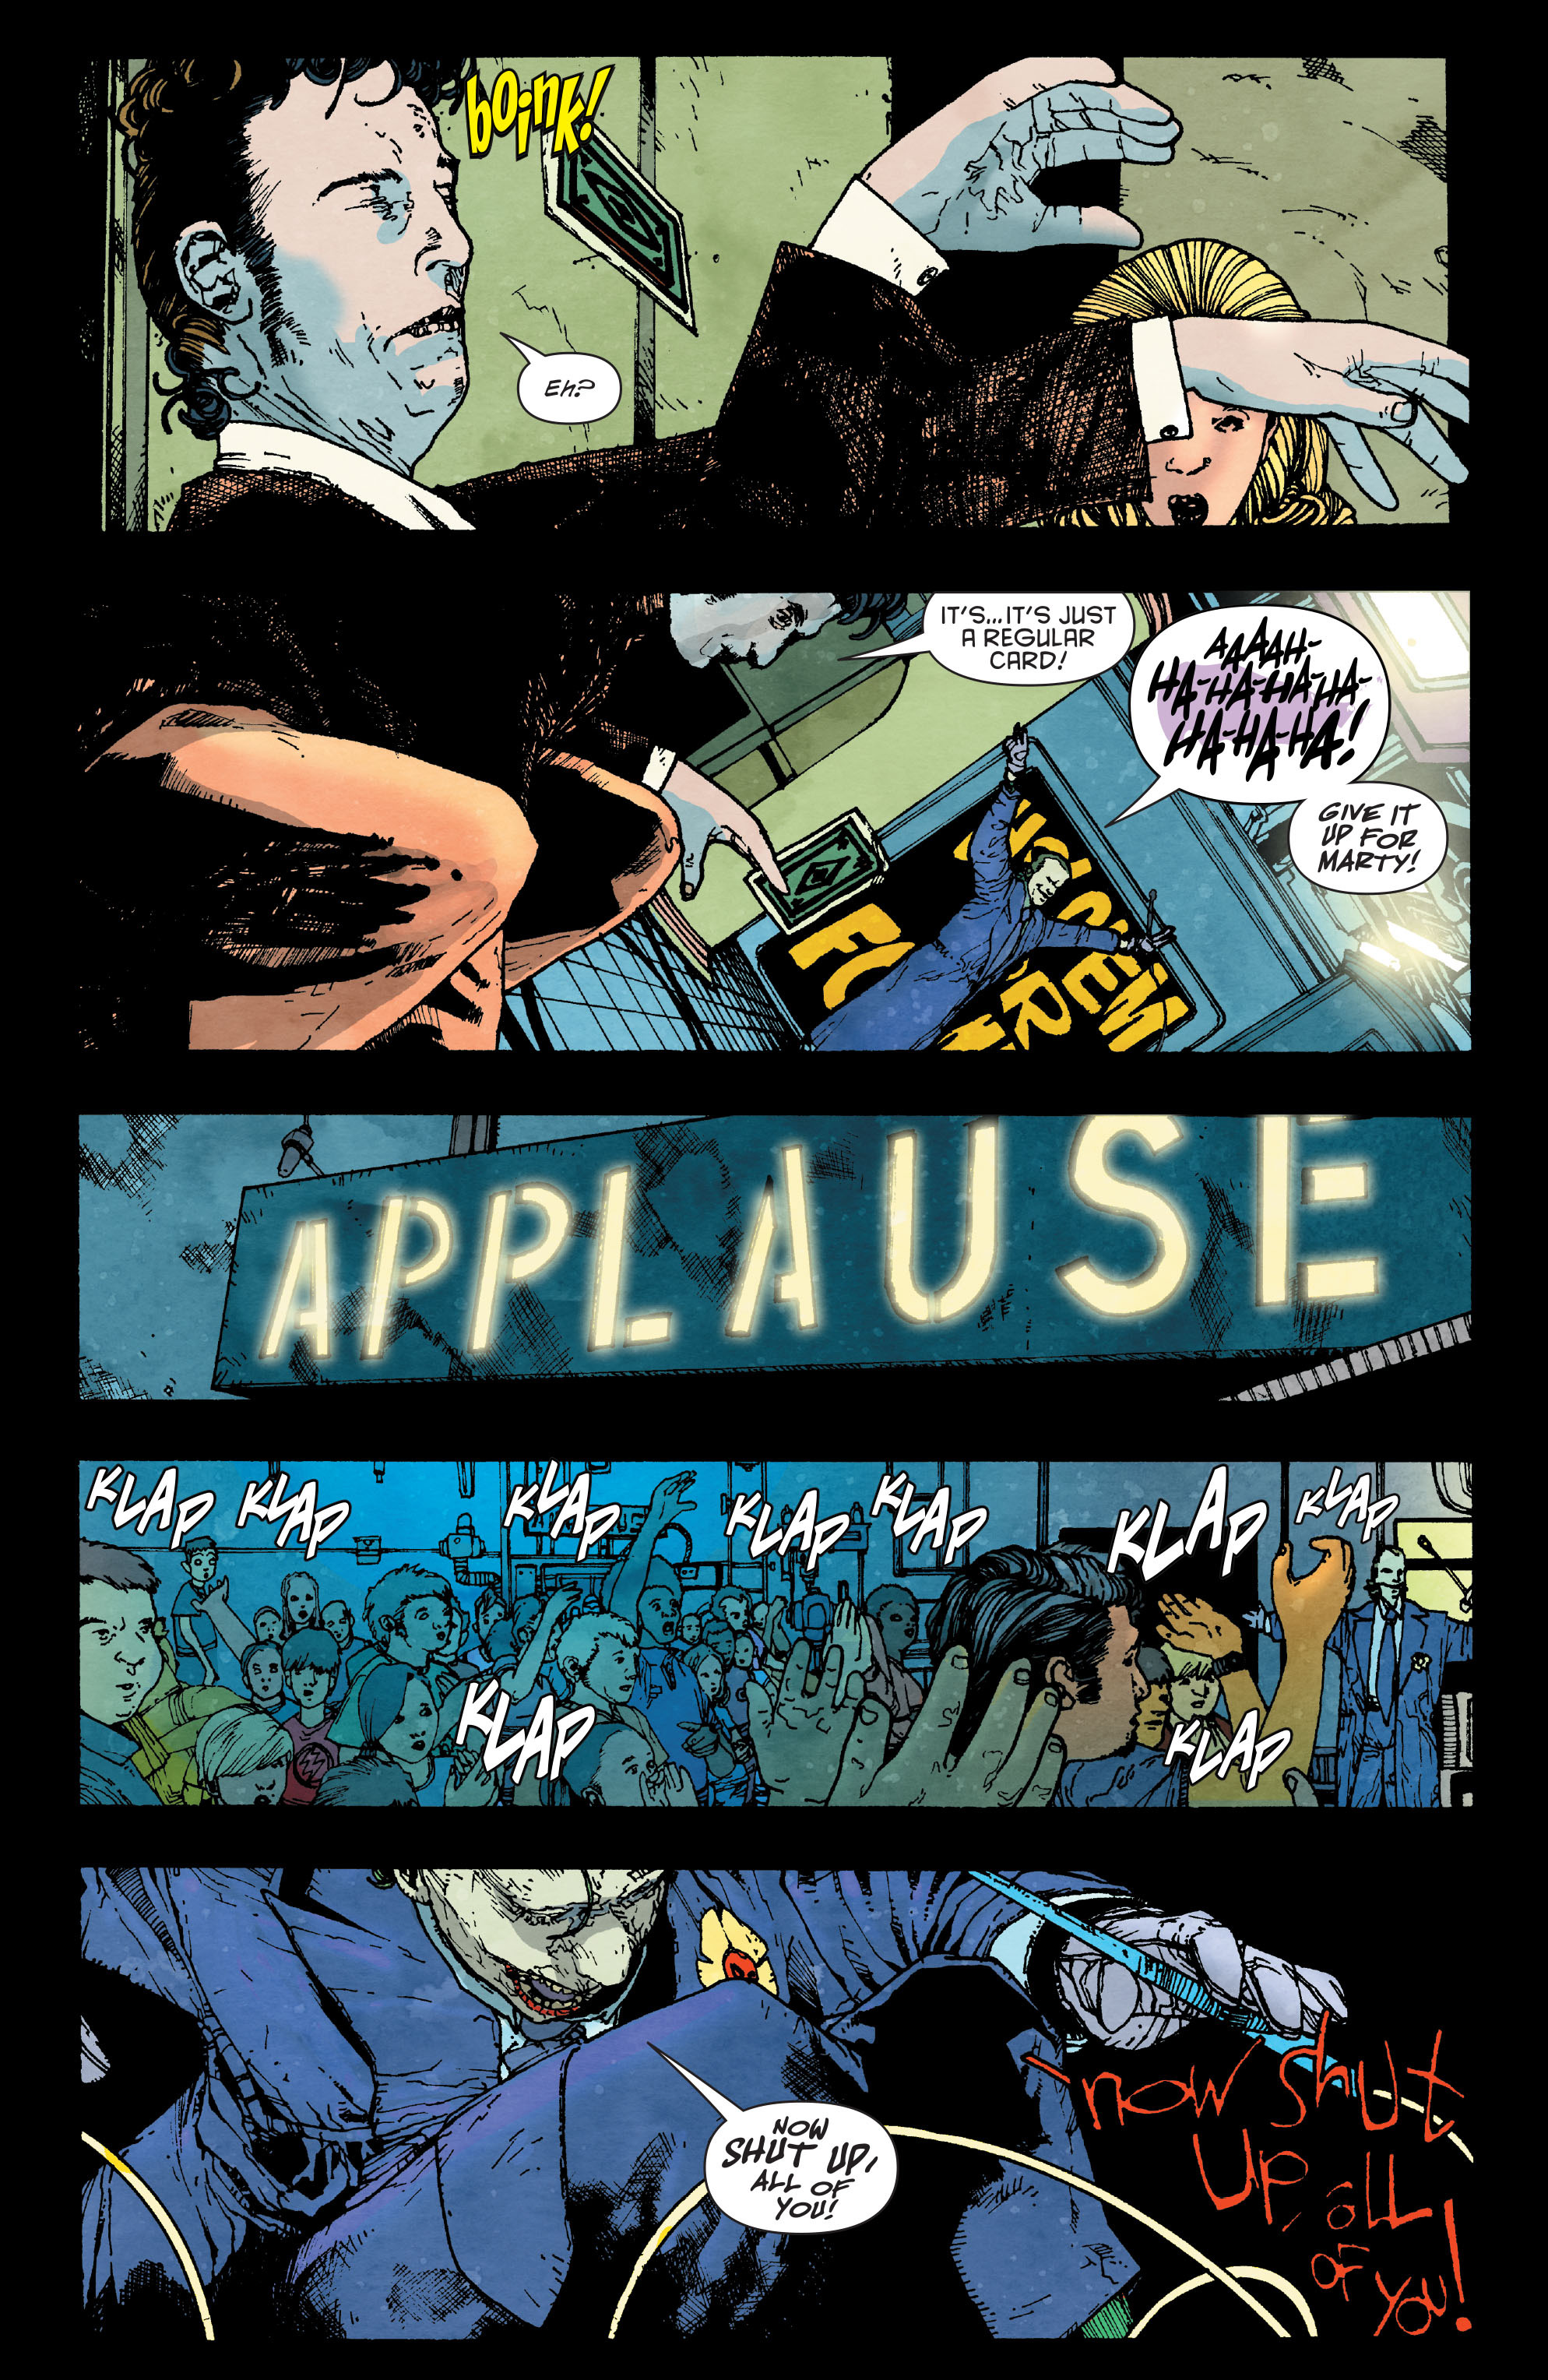 boink!
Eh?
IT'S...IT'S JUST
A REGULAR
CARD!
AAAAH-
HA-HA-HA-HA-
HA-HA-HA!
GIVE IT
UP FOR
MARTY!
APPLAUSE
KLAP
KLAP
KLAP
KLAP
KLAP
KLAP
KLAP
KLAP
KLAP
NOW
SHUT UP,
ALL OF
YOU!
now shut
up, all
of you!